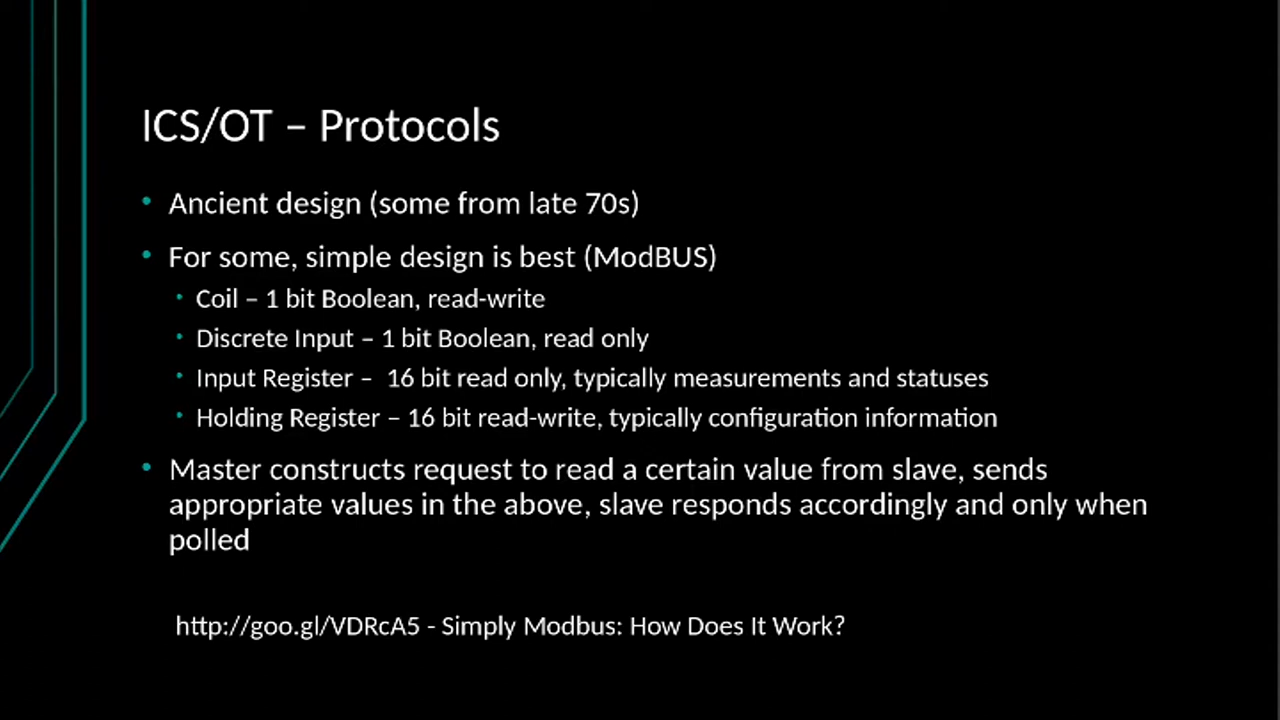 ICS/OT – Protocols
• Ancient design (some from late 70s)
• For some, simple design is best (ModBUS)
• Coil – 1 bit Boolean, read-write
• Discrete Input – 1 bit Boolean, read only
• Input Register –  16 bit read only, typically measurements and statuses
• Holding Register – 16 bit read-write, typically configuration information
• Master constructs request to read a certain value from slave, sends
appropriate values in the above, slave responds accordingly and only when
polled
http://goo.gl/VDRcA5 - Simply Modbus: How Does It Work?